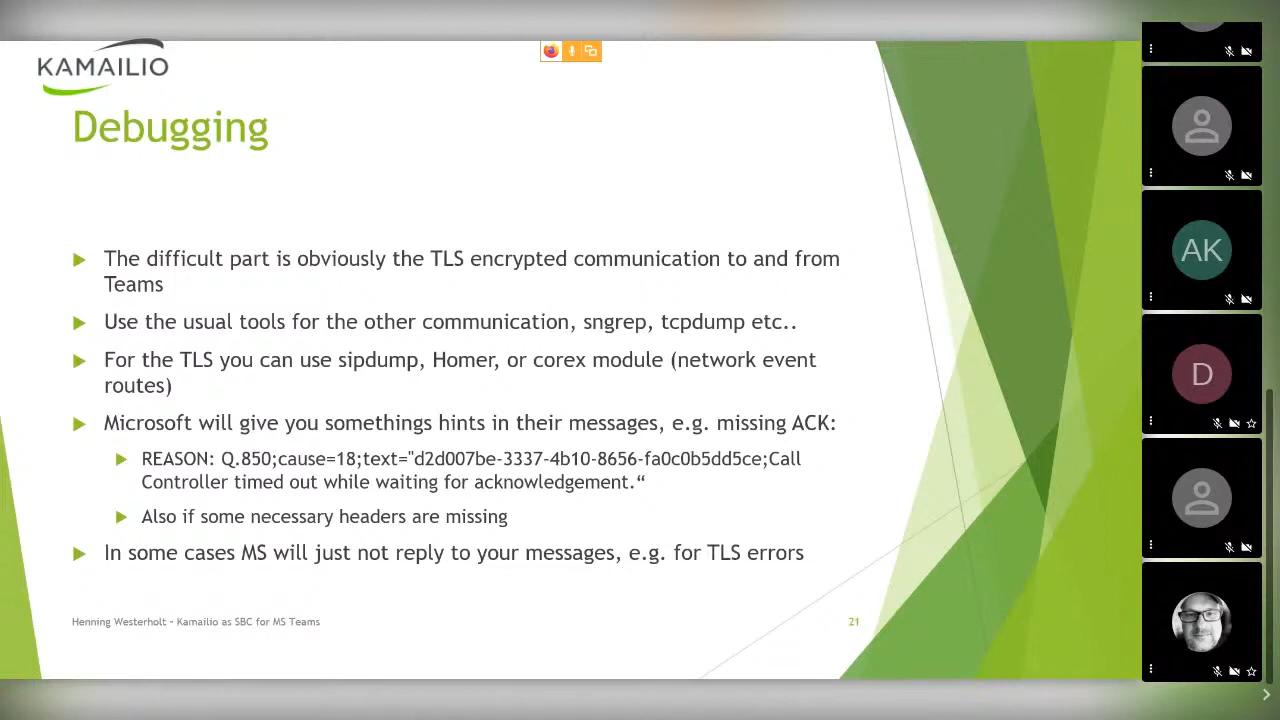 KAMAILIO
Debugging
The difficult part is obviously the TLS encrypted communication to and from
Teams
Use the usual tools for the other communication, sngrep, tcpdump etc..
For the TLS you can use sipdump, Homer, or corex module (network event
routes)
Microsoft will give you somethings hints in their messages, e.g. missing ACK:
REASON: Q.850;cause=18;text="d2d007be-3337-4b10-8656-fa0c0b5dd5ce;Call
Controller timed out while waiting for acknowledgement.“
Also if some necessary headers are missing
In some cases MS will just not reply to your messages, e.g. for TLS errors
Henning Westerholt – Kamailio as SBC for MS Teams
21
AK
D